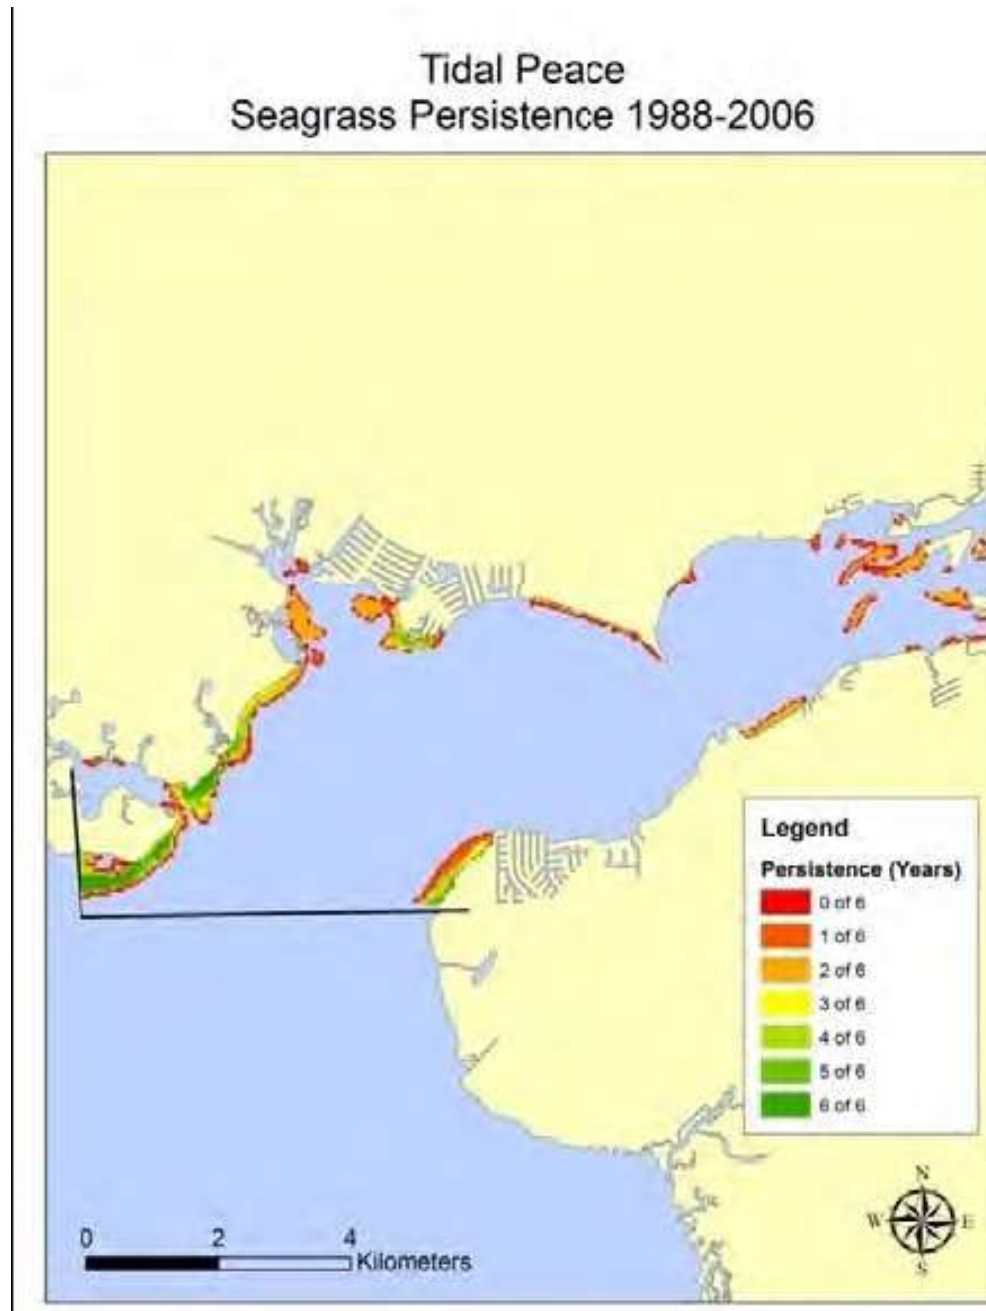 Tidal Peace
Seagrass Persistence 1988-2006
Legend
Persistence (Years)
0 of 6
1 of 6
2 of 6
3 of 6
4 of 6
5 of 6
6 of 6
N
W E
S
0 2 4
Kilometers